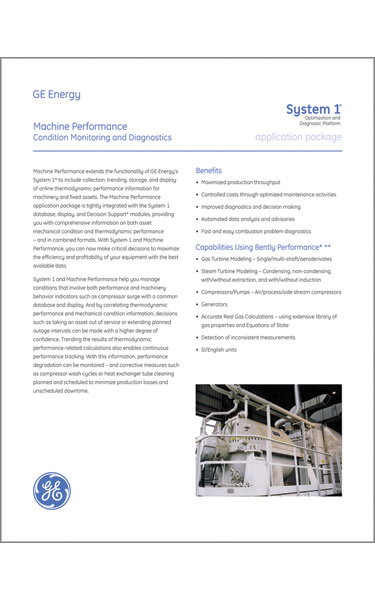 GE Energy
System 1®
Optimization and
Diagnostic Platform
Machine Performance
Condition Monitoring and Diagnostics
application package
Machine Performance extends the functionality of GE Energy's
System 1® to include collection, trending, storage, and display
of online thermodynamic performance information for
machinery and fixed assets. The Machine Performance
application package is tightly integrated with the System 1
database, display, and Decision Support® modules, providing
you with comprehensive information on both asset
mechanical condition and thermodynamic performance
– and in combined formats. With System 1 and Machine
Performance, you can now make critical decisions to maximize
the efficiency and profitability of your equipment with the best
available data.
System 1 and Machine Performance help you manage
conditions that involve both performance and machinery
behavior indicators such as compressor surge with a common
database and display. And by correlating thermodynamic
performance and mechanical condition information, decisions
such as taking an asset out of service or extending planned
outage intervals can be made with a higher degree of
confidence. Trending the results of thermodynamic
performance-related calculations also enables continuous
performance tracking. With this information, performance
degradation can be monitored – and corrective measures such
as compressor wash cycles or heat exchanger tube cleaning
planned and scheduled to minimize production losses and
unscheduled downtime.
Benefits
• Maximized production throughput
• Controlled costs through optimized maintenance activities
• Improved diagnostics and decision making
• Automated data analysis and advisories
• Fast and easy combustion problem diagnostics
Capabilities Using Bently Performance* **
• Gas Turbine Modeling – Single/multi-shaft/aeroderivates
• Steam Turbine Modeling – Condensing, non-condensing,
with/without extraction, and with/without induction
• Compressors/Pumps – Air/process/side stream compressors
• Generators
• Accurate Real Gas Calculations – using extensive library of
gas properties and Equations of State
• Detection of inconsistent measurements
• SI/English units
GE